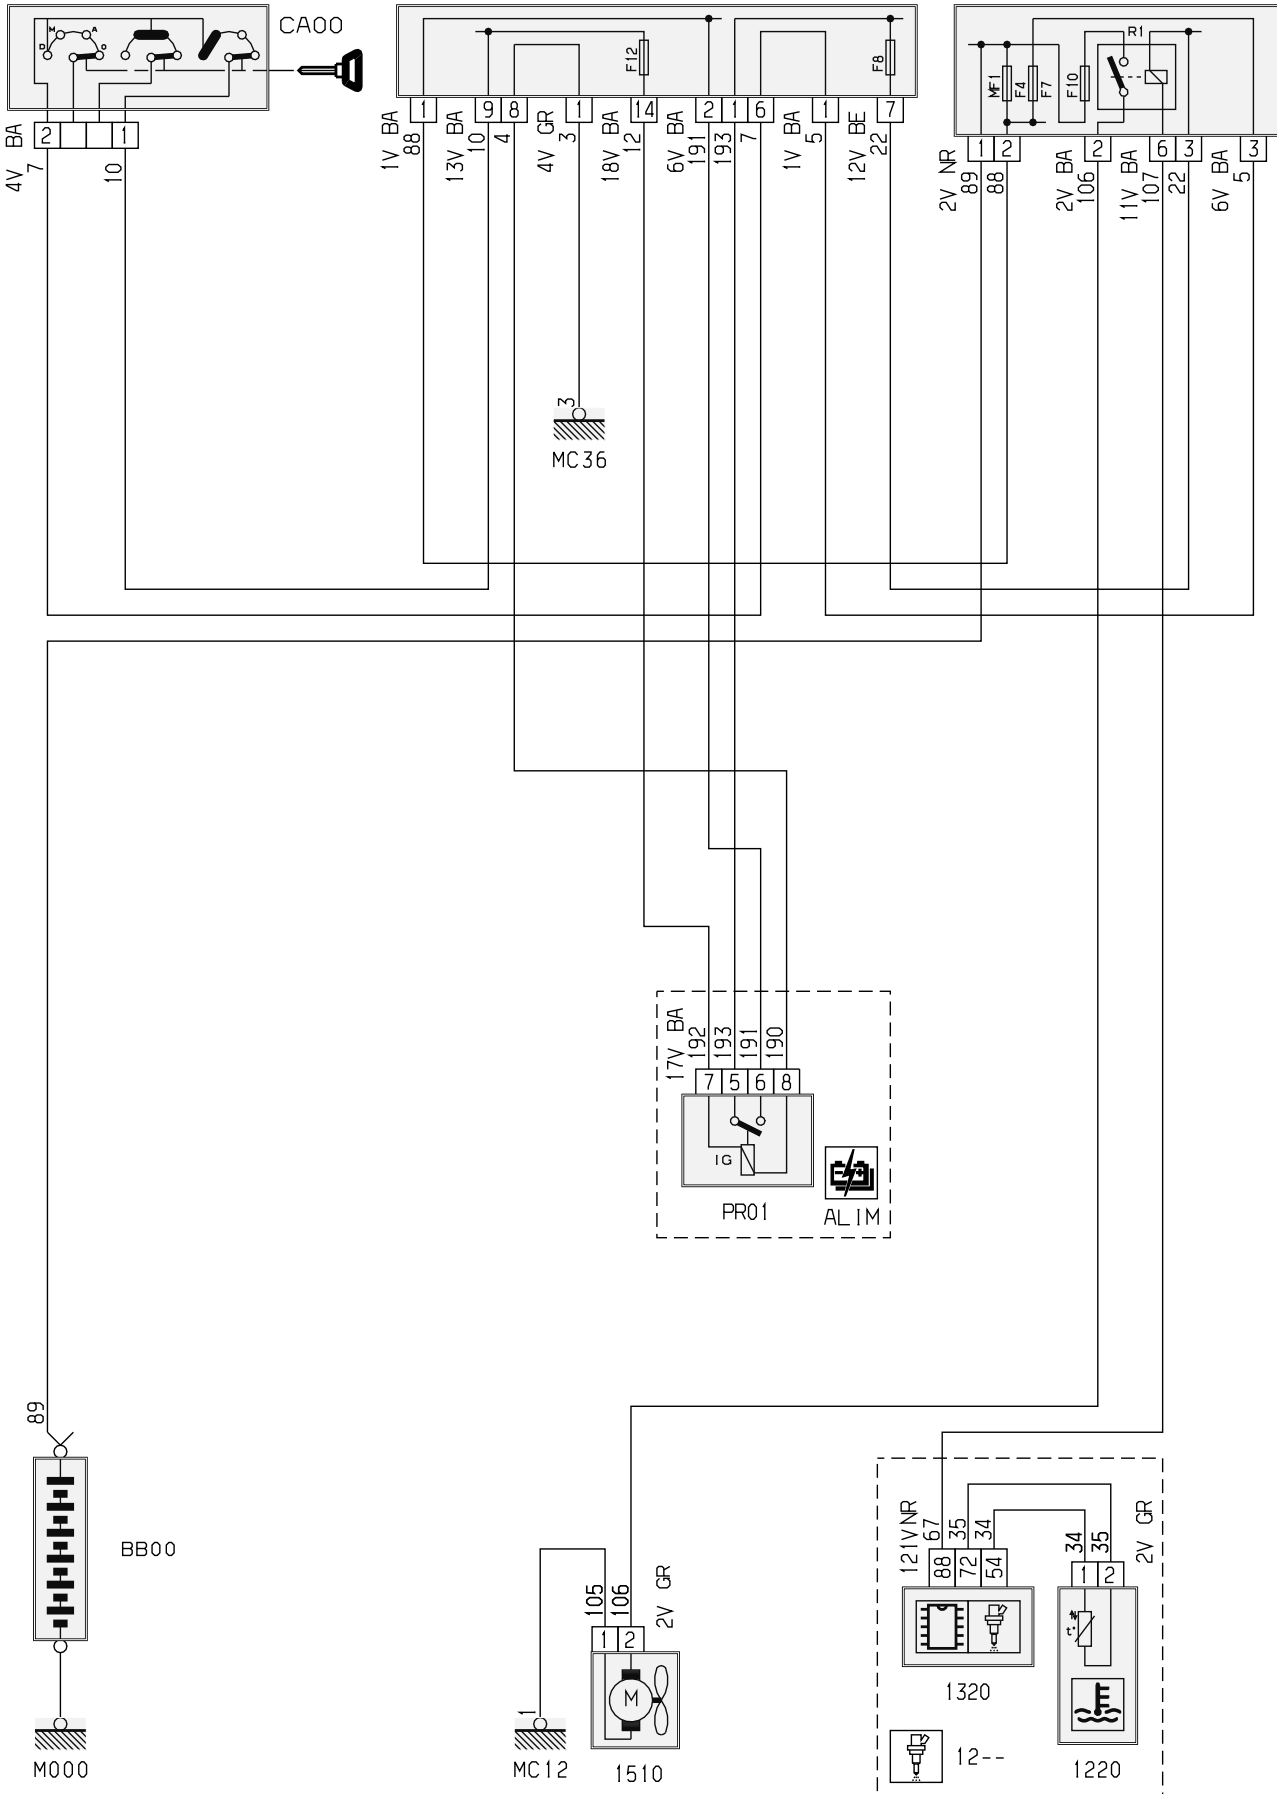 CA00
M
A
D
O
2
1
4V BA
7
10
F12
F8
1
9
8
1
14
2
1
6
1
7
1V BA
88
13V BA
10
4
4V GR
3
18V BA
12
6V BA
191
193
7
1V BA
5
12V BE
22
R1
MF1
F4
F7
F10
1
2
2
6
3
3
2V NR
89
88
2V BA
106
11V BA
107
22
6V BA
5
3
MC36
17V BA
192
193
191
190
7
5
6
8
IG
PR01
ALIM
89
BB00
M000
105
106
2V GR
1
2
M
1
MC12
1510
121VNR
67
35
34
88
72
54
1320
34
35
2V GR
1
2
t°
1220
12--